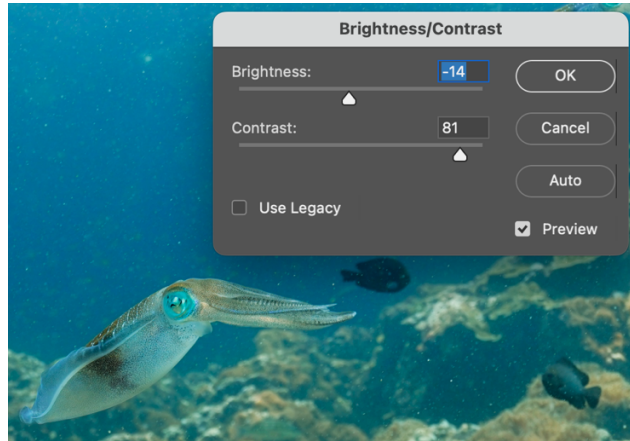 Brightness/Contrast
Brightness: -14
OK
Contrast: 81
Cancel
Auto
Use Legacy
Preview